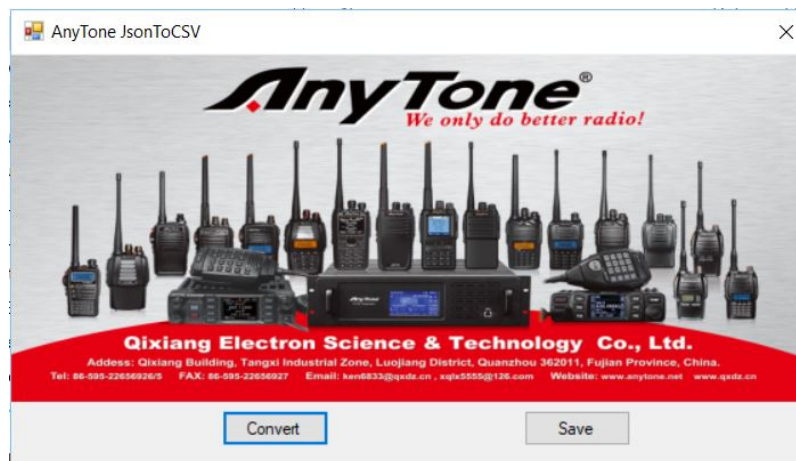 AnyTone JsonToCSV
AnyTone®
We only do better radio!
Qixiang Electron Science & Technology Co., Ltd.
Addess: Qixiang Building, Tangxi Industrial Zone, Luojiang District, Quanzhou 362011, Fujian Province, China.
Tel: 86-595-22656926/5 FAX: 86-595-22656927 Email: ken6833@qxdz.cn , xqlx5555@126.com Website: www.anytone.net www.qxdz.cn
Convert
Save